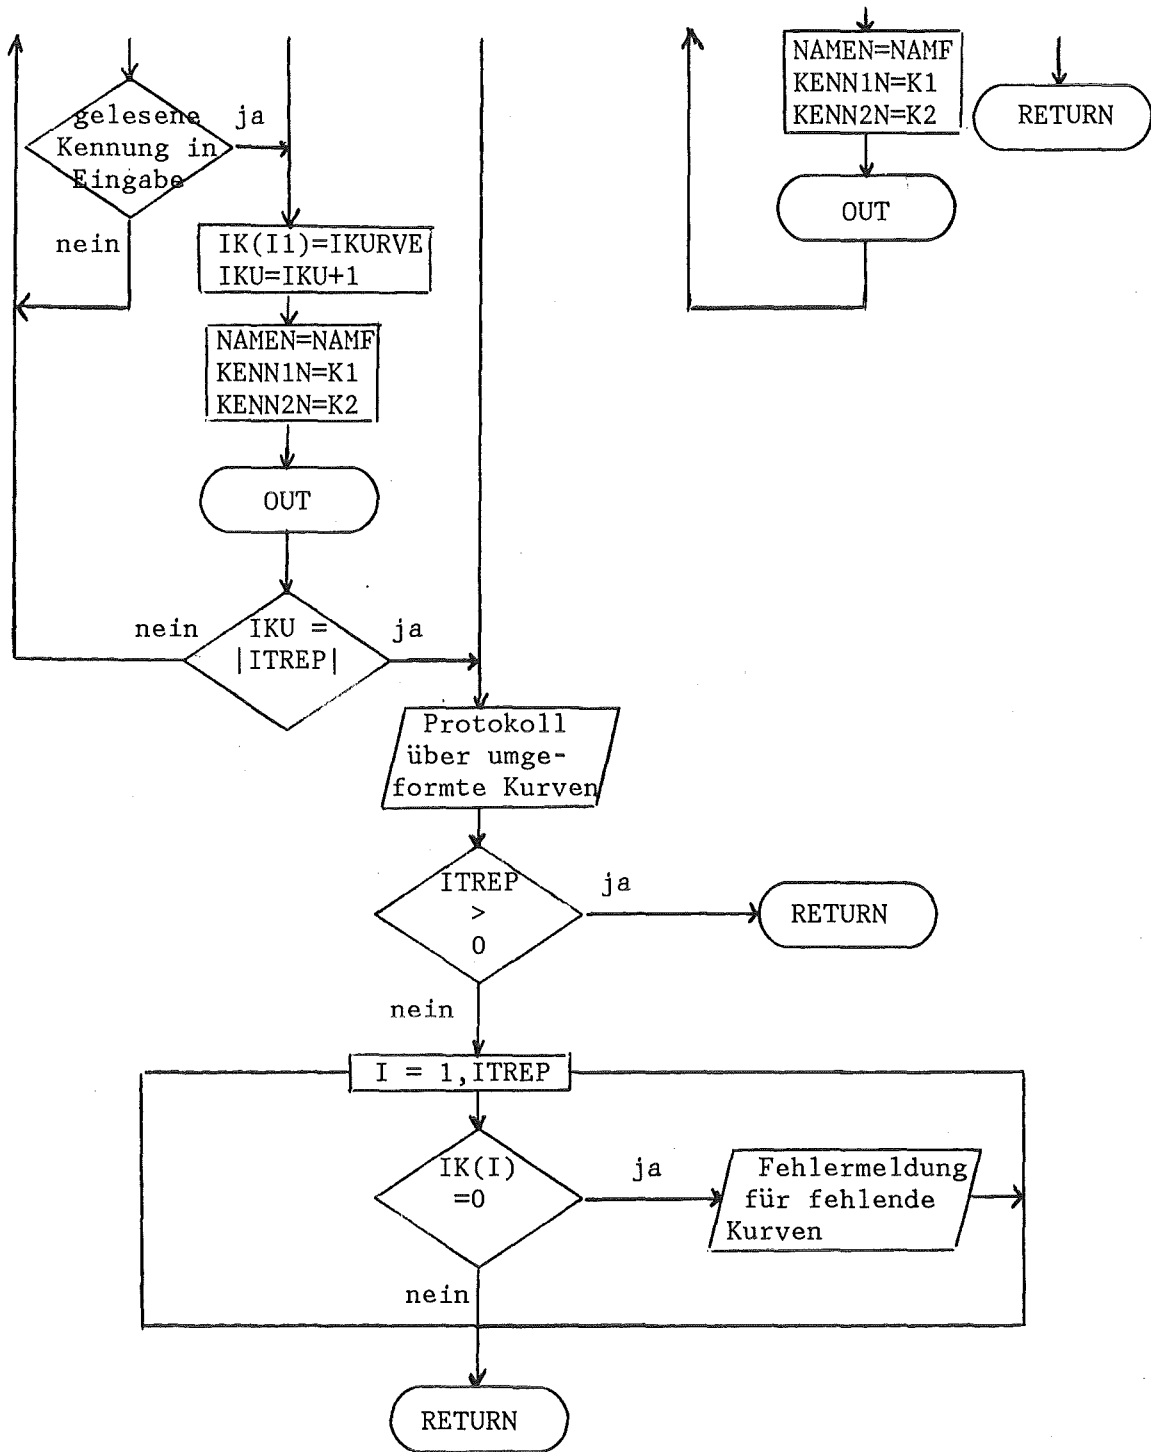 gelesene
Kennung in
Eingabe
ja
nein
IK(I1)=IKURVE
IKU=IKU+1
NAMEN=NAMF
KENN1N=K1
KENN2N=K2
OUT
nein
IKU =
|ITREP|
ja
NAMEN=NAMF
KENN1N=K1
KENN2N=K2
OUT
RETURN
Protokoll
über umge-
formte Kurven
ITREP
>
0
ja
RETURN
nein
I = 1,ITREP
IK(I)
=0
ja
Fehlermeldung
für fehlende
Kurven
nein
RETURN